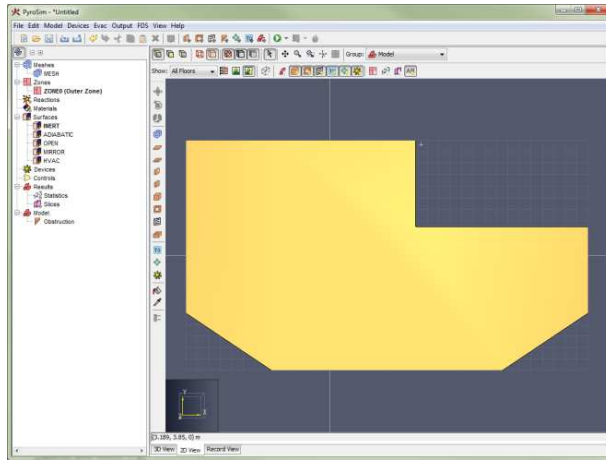 PyroSim - *Untitled
File Edit Model Devices Evac Output FDS View Help
Group: Model
Show: All Floors
Meshes
MESH
Zones
ZONE0 (Outer Zone)
Reactions
Materials
Surfaces
INERT
ADIABATIC
OPEN
MIRROR
HVAC
Devices
Controls
Results
Statistics
Slices
Model
Obstruction
Y
X
(3.189, 3.85, 0) m
3D View 2D View Record View